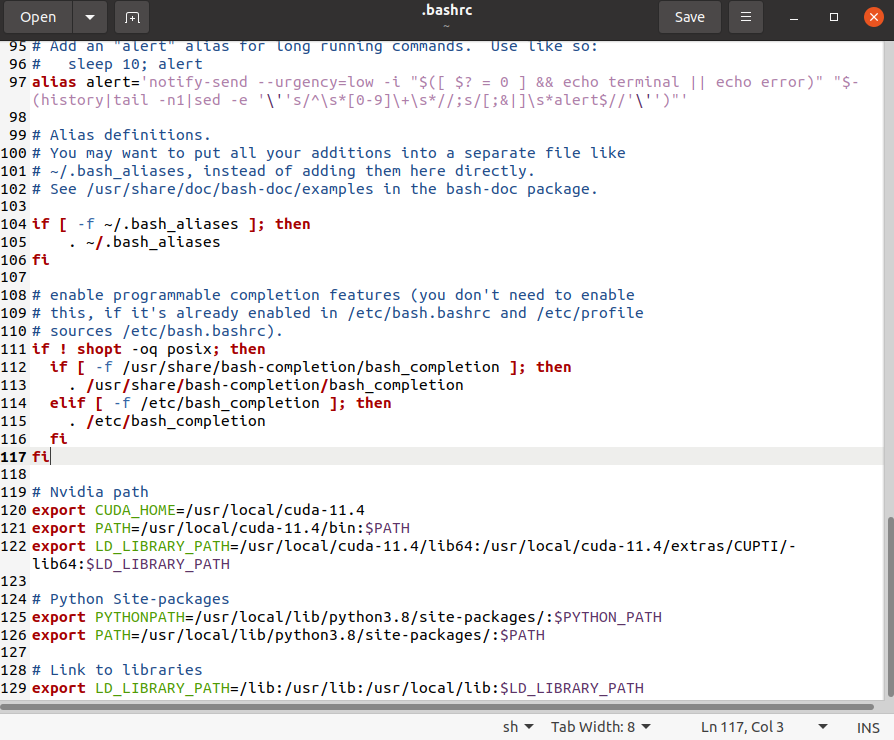 Open
.bashrc
~
Save
95 # Add an "alert" alias for long running commands.  Use like so:
96 #   sleep 10; alert
97 alias alert='notify-send --urgency=low -i "$([ $? = 0 ] && echo terminal || echo error)" "$-
(history|tail -n1|sed -e '\''s/^\s*[0-9]\+\s*//;s/[;&|]\s*alert$//'\'')"'
98
99 # Alias definitions.
100 # You may want to put all your additions into a separate file like
101 # ~/.bash_aliases, instead of adding them here directly.
102 # See /usr/share/doc/bash-doc/examples in the bash-doc package.
103
104 if [ -f ~/.bash_aliases ]; then
105     . ~/.bash_aliases
106 fi
107
108 # enable programmable completion features (you don't need to enable
109 # this, if it's already enabled in /etc/bash.bashrc and /etc/profile
110 # sources /etc/bash.bashrc).
111 if ! shopt -oq posix; then
112   if [ -f /usr/share/bash-completion/bash_completion ]; then
113     . /usr/share/bash-completion/bash_completion
114   elif [ -f /etc/bash_completion ]; then
115     . /etc/bash_completion
116   fi
117 fi
118
119 # Nvidia path
120 export CUDA_HOME=/usr/local/cuda-11.4
121 export PATH=/usr/local/cuda-11.4/bin:$PATH
122 export LD_LIBRARY_PATH=/usr/local/cuda-11.4/lib64:/usr/local/cuda-11.4/extras/CUPTI/-
lib64:$LD_LIBRARY_PATH
123
124 # Python Site-packages
125 export PYTHONPATH=/usr/local/lib/python3.8/site-packages/:$PYTHON_PATH
126 export PATH=/usr/local/lib/python3.8/site-packages/:$PATH
127
128 # Link to libraries
129 export LD_LIBRARY_PATH=/lib:/usr/lib:/usr/local/lib:$LD_LIBRARY_PATH
sh
Tab Width: 8
Ln 117, Col 3
INS